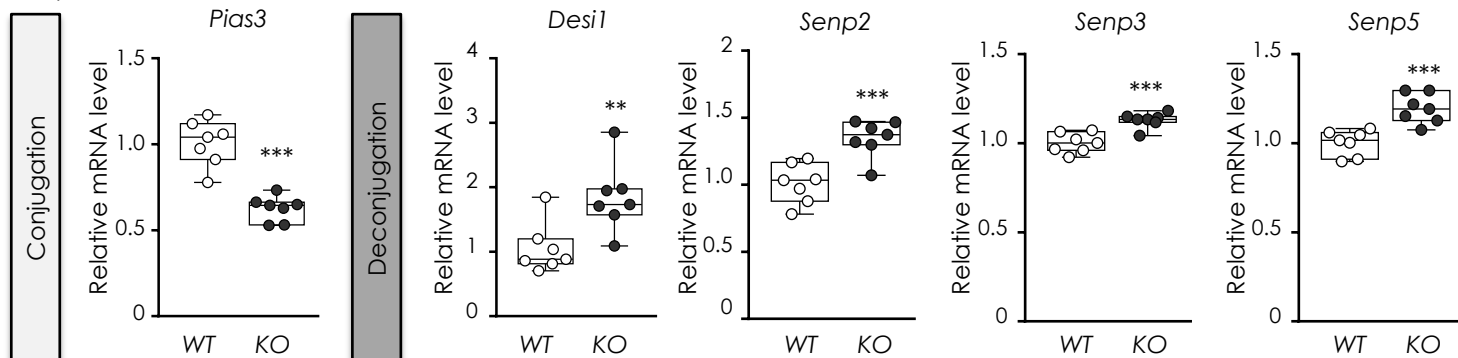 Conjugation
Pias3
Relative mRNA level
1.5
1.0
0.5
0
***
WT KO
Deconjugation
Desi1
Relative mRNA level
4
3
2
1
0
**
WT KO
Senp2
Relative mRNA level
2
1.5
1.0
0.5
0
***
WT KO
Senp3
Relative mRNA level
1.5
1.0
0.5
0
***
WT KO
Senp5
Relative mRNA level
1.5
1.0
0.5
0
***
WT KO